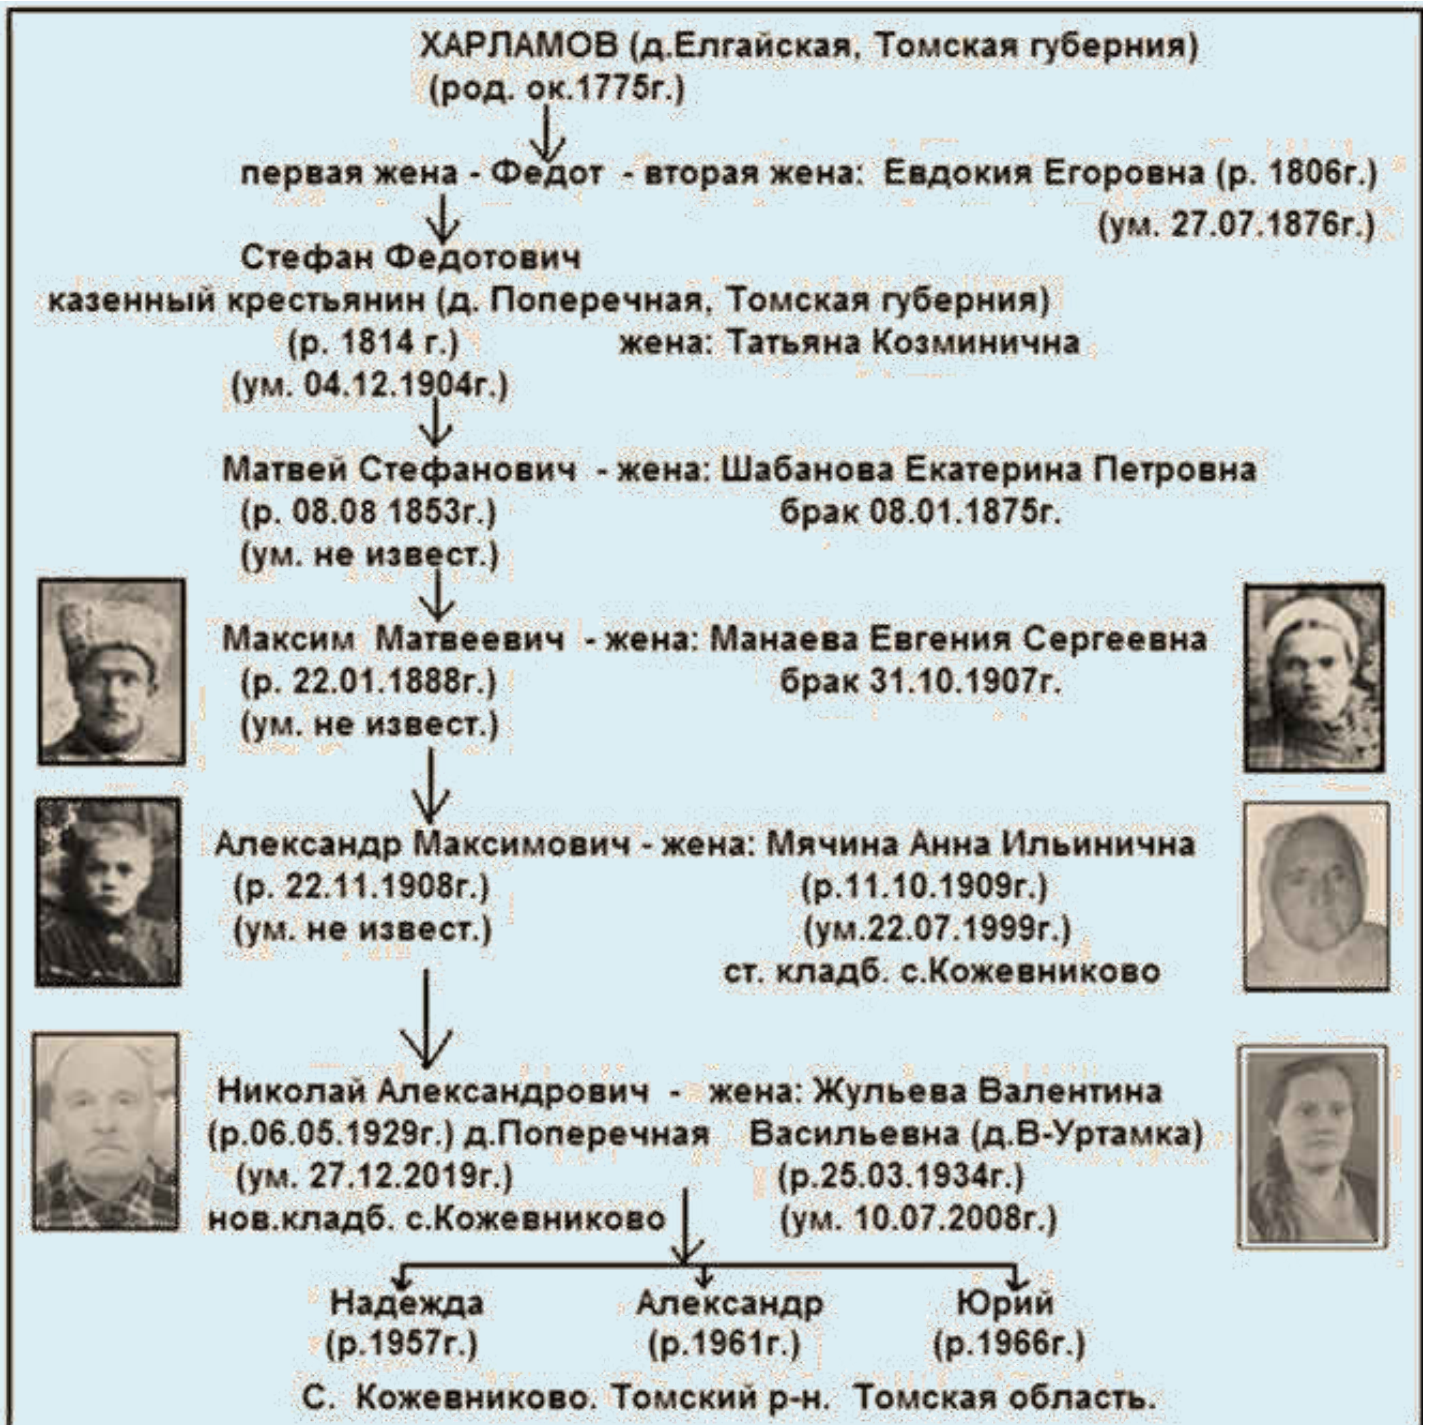 ХАРЛАМОВ (д.Елгайская, Томская губерния)
(род. ок.1775г.)
первая жена - Федот - вторая жена: Евдокия Егоровна (р. 1806г.)
(ум. 27.07.1876г.)
Стефан Федотович
казенный крестьянин (д. Поперечная, Томская губерния)
(р. 1814 г.) жена: Татьяна Козминична
(ум. 04.12.1904г.)
Матвей Стефанович - жена: Шабанова Екатерина Петровна
(р. 08.08 1853г.) брак 08.01.1875г.
(ум. не извест.)
Максим Матвеевич - жена: Манаева Евгения Сергеевна
(р. 22.01.1888г.) брак 31.10.1907г.
(ум. не извест.)
Александр Максимович - жена: Мячина Анна Ильинична
(р. 22.11.1908г.) (р.11.10.1909г.)
(ум. не извест.) (ум.22.07.1999г.)
ст. кладб. с.Кожевниково
Николай Александрович - жена: Жульева Валентина
(р.06.05.1929г.) д.Поперечная Васильевна (д.В-Уртамка)
(ум. 27.12.2019г.) (р.25.03.1934г.)
нов.кладб. с.Кожевниково (ум. 10.07.2008г.)
Надежда Александр Юрий
(р.1957г.) (р.1961г.) (р.1966г.)
С. Кожевниково. Томский р-н. Томская область.